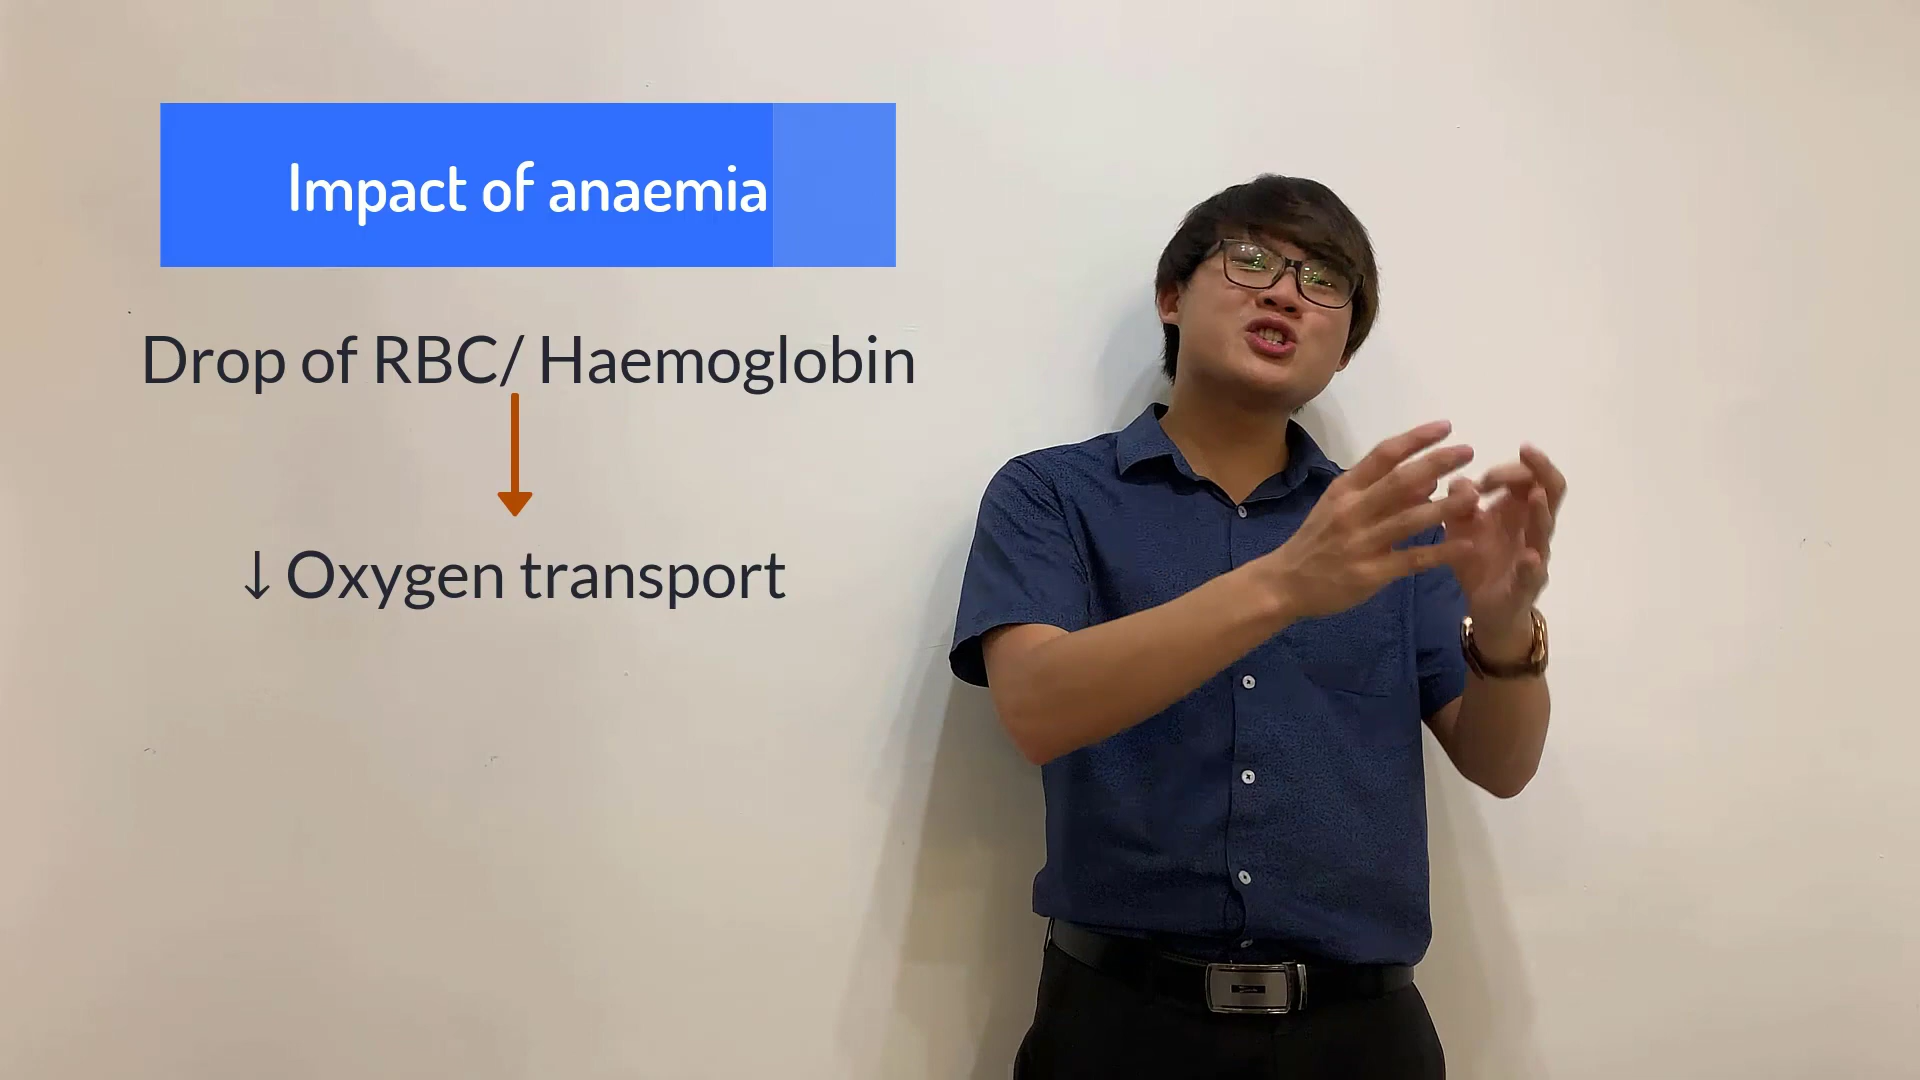 Impact of anaemia
Drop of RBC/ Haemoglobin
↓ Oxygen transport